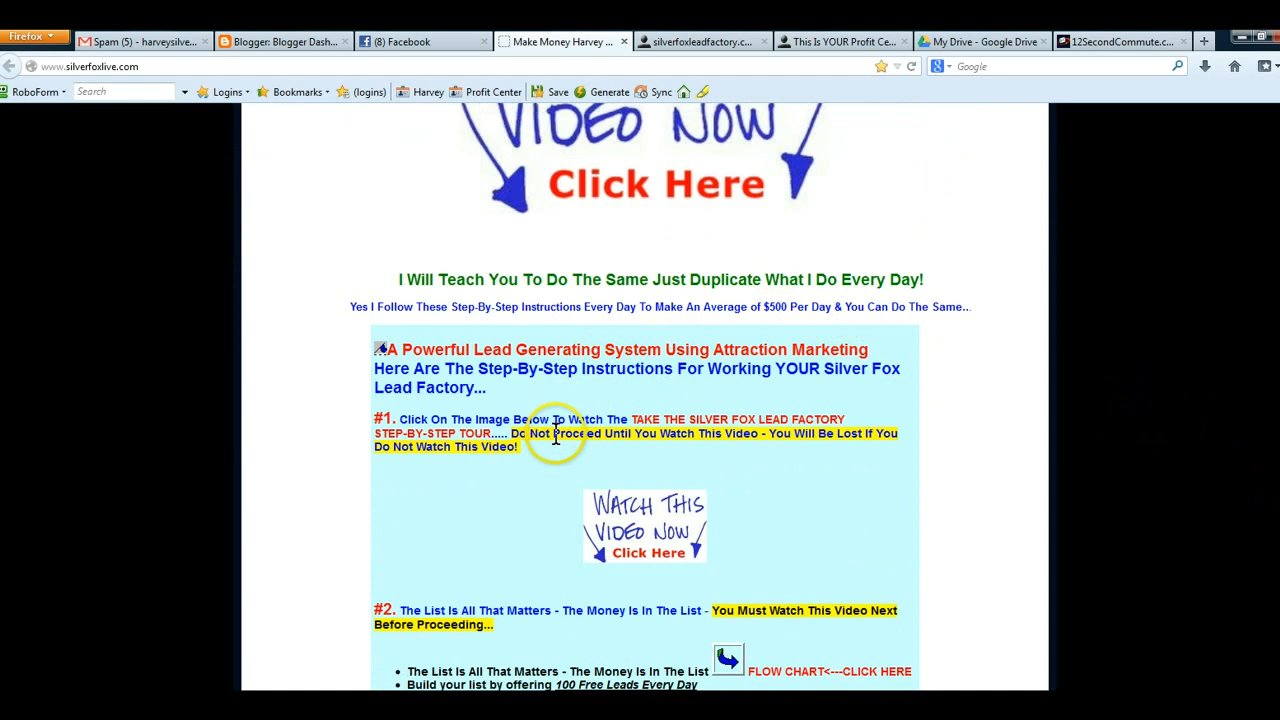 Firefox
Spam (5) - harveysilve...
Blogger: Blogger Dash...
(8) Facebook
Make Money Harvey ...
silverfoxleadfactory.c...
This Is YOUR Profit Ce...
My Drive - Google Drive
12SecondCommute.c...
www.silverfoxlive.com
Google
RoboForm
Search
Logins
Bookmarks
(logins)
Harvey
Profit Center
Save
Generate
Sync
VIDEO NOW
Click Here
I Will Teach You To Do The Same Just Duplicate What I Do Every Day!
Yes I Follow These Step-By-Step Instructions Every Day To Make An Average of $500 Per Day & You Can Do The Same...
A Powerful Lead Generating System Using Attraction Marketing
Here Are The Step-By-Step Instructions For Working YOUR Silver Fox
Lead Factory...
#1. Click On The Image Below To Watch The TAKE THE SILVER FOX LEAD FACTORY
STEP-BY-STEP TOUR..... Do Not Proceed Until You Watch This Video - You Will Be Lost If You
Do Not Watch This Video!
WATCH THIS
VIDEO NOW
Click Here
#2. The List Is All That Matters - The Money Is In The List - You Must Watch This Video Next
Before Proceeding...
• The List Is All That Matters - The Money Is In The List FLOW CHART<---CLICK HERE
• Build your list by offering 100 Free Leads Every Day